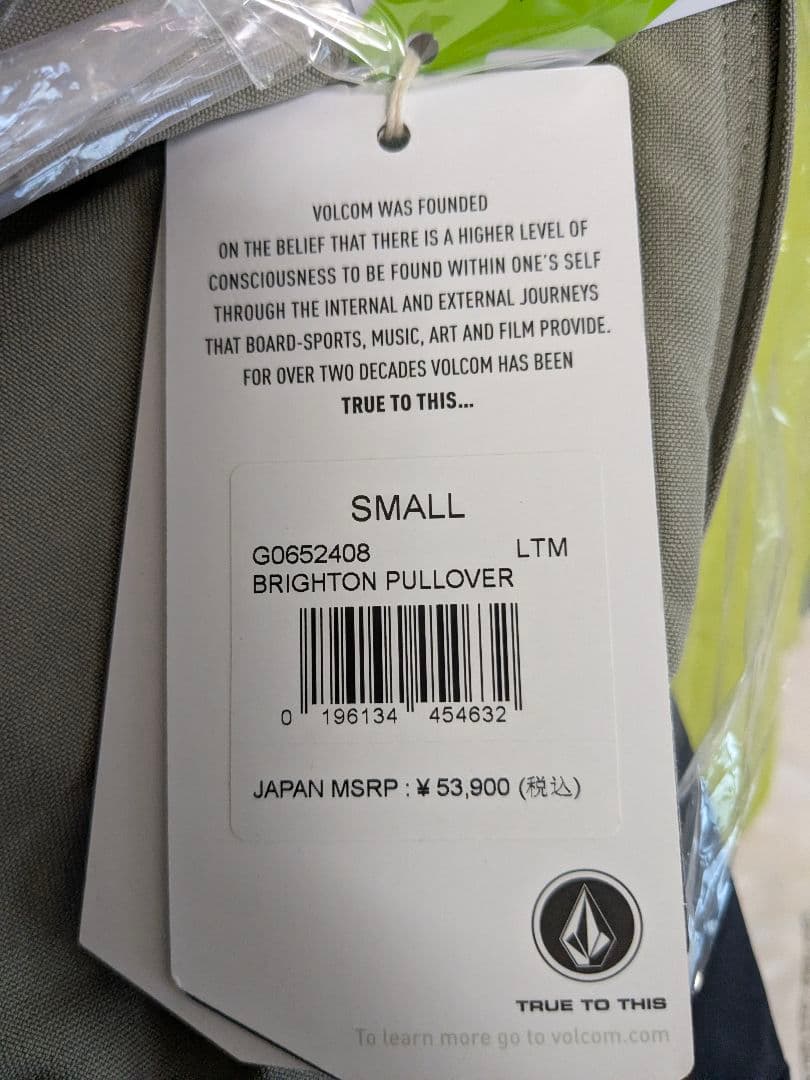 VOLCOM WAS FOUNDED
ON THE BELIEF THAT THERE IS A HIGHER LEVEL OF
CONSCIOUSNESS TO BE FOUND WITHIN ONE'S SELF
THROUGH THE INTERNAL AND EXTERNAL JOURNEYS
THAT BOARD-SPORTS, MUSIC, ART AND FILM PROVIDE.
FOR OVER TWO DECADES VOLCOM HAS BEEN
TRUE TO THIS...
SMALL
G0652408 LTM
BRIGHTON PULLOVER
0 196134 454632
JAPAN MSRP : ¥ 53,900 (税込)
TRUE TO THIS
To learn more go to volcom.com